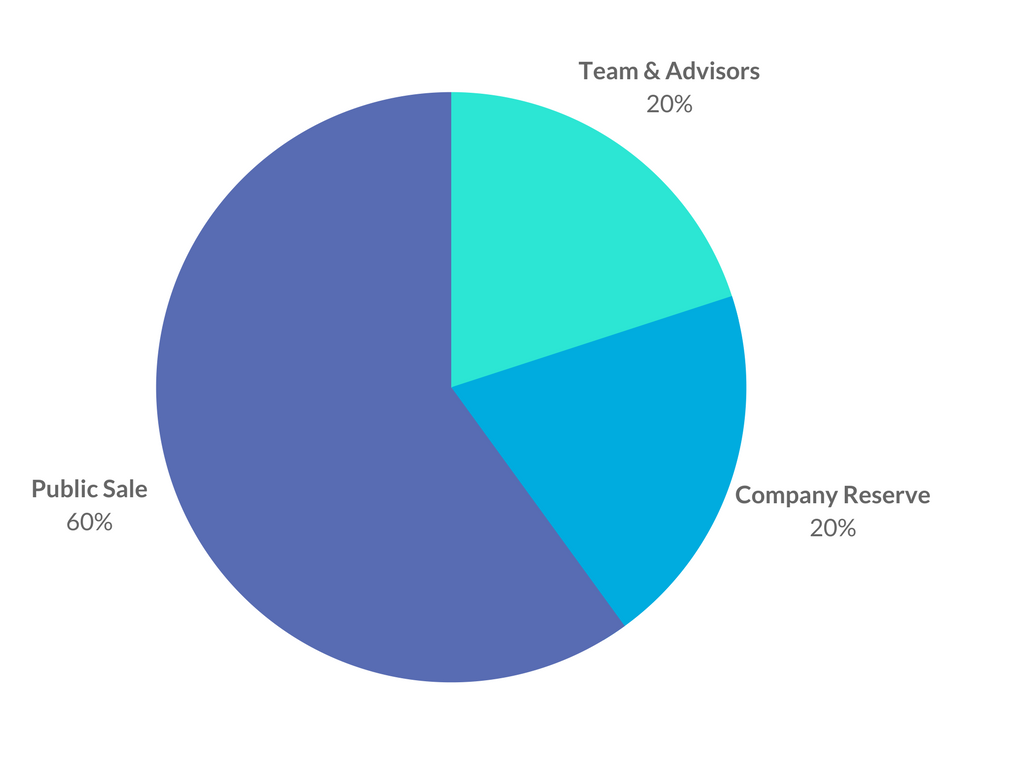 Team & Advisors
20%
Public Sale
60%
Company Reserve
20%